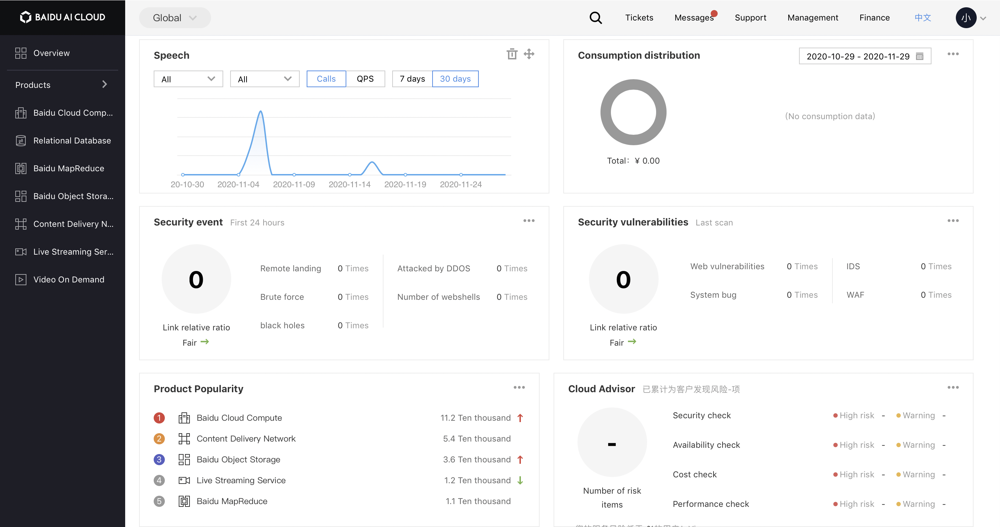 BAIDU AI CLOUD
Global
Tickets
Messages
Support
Management
Finance
中文
小
Overview
Products
Baidu Cloud Comp...
Relational Database
Baidu MapReduce
Baidu Object Stora...
Content Delivery N...
Live Streaming Ser...
Video On Demand
Speech
All
All
Calls
QPS
7 days
30 days
20-10-30
2020-11-04
2020-11-09
2020-11-14
2020-11-19
2020-11-24
Consumption distribution
2020-10-29 - 2020-11-29
(No consumption data)
Total: ¥ 0.00
Security event First 24 hours
0
Link relative ratio
Fair →
Remote landing 0 Times
Brute force 0 Times
black holes 0 Times
Attacked by DDOS 0 Times
Number of webshells 0 Times
Security vulnerabilities Last scan
0
Link relative ratio
Fair →
Web vulnerabilities 0 Times
System bug 0 Times
IDS 0 Times
WAF 0 Times
Product Popularity
1 Baidu Cloud Compute 11.2 Ten thousand ↑
2 Content Delivery Network 5.4 Ten thousand
3 Baidu Object Storage 3.6 Ten thousand ↑
4 Live Streaming Service 1.2 Ten thousand ↓
5 Baidu MapReduce 1.1 Ten thousand
Cloud Advisor 已累计为客户发现风险-项
-
Number of risk
items
Security check High risk - Warning -
Availability check High risk - Warning -
Cost check High risk - Warning -
Performance check High risk - Warning -